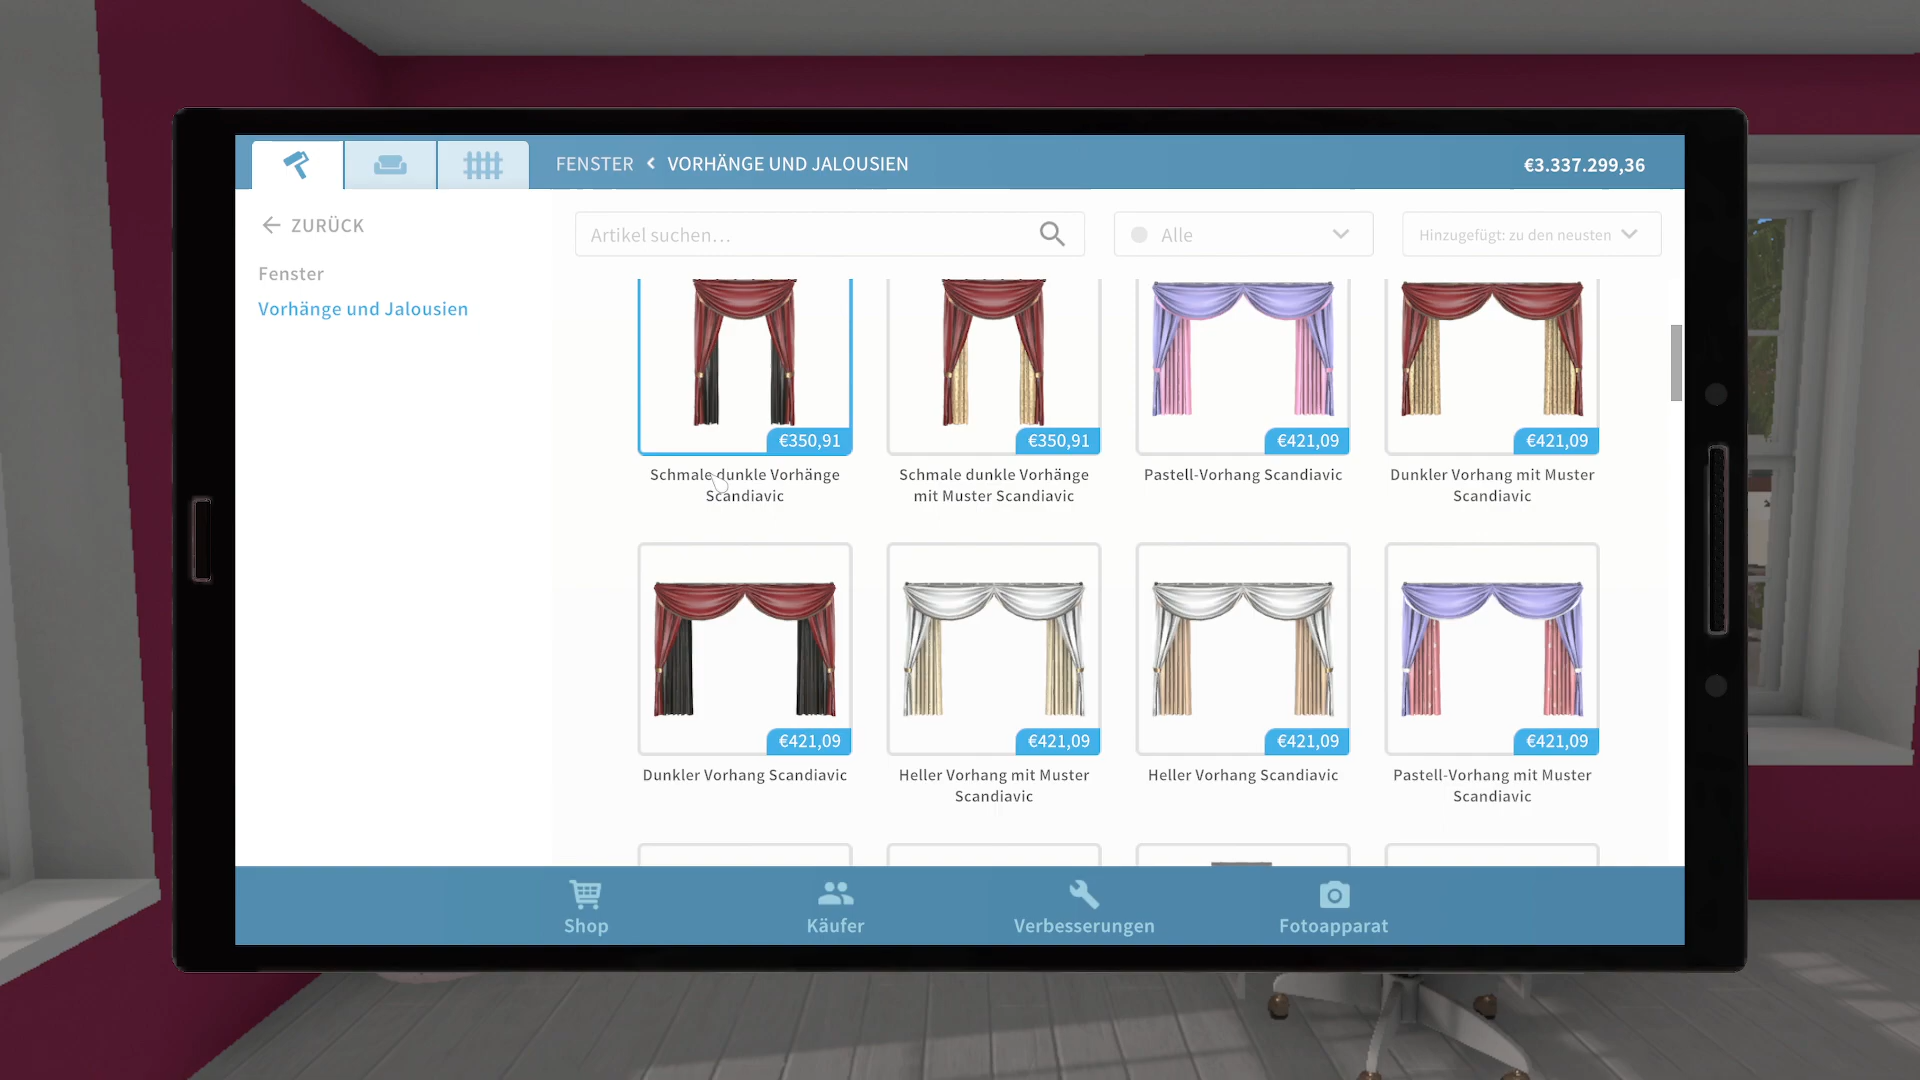 FENSTER < VORHÄNGE UND JALOUSIEN
€3.337.299,36
ZURÜCK
Artikel suchen...
Alle
Hinzugefügt: zu den neusten
Fenster
Vorhänge und Jalousien
€350,91
€350,91
€421,09
€421,09
Schmale dunkle Vorhänge
Scandiavic
Schmale dunkle Vorhänge
mit Muster Scandiavic
Pastell-Vorhang Scandiavic
Dunkler Vorhang mit Muster
Scandiavic
€421,09
€421,09
€421,09
€421,09
Dunkler Vorhang Scandiavic
Heller Vorhang mit Muster
Scandiavic
Heller Vorhang Scandiavic
Pastell-Vorhang mit Muster
Scandiavic
Shop
Käufer
Verbesserungen
Fotoapparat